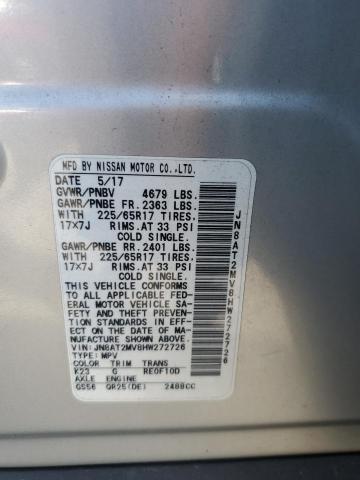 MFD BY NISSAN MOTOR CO.,LTD.
DATE 5/17
GVWR/PNBV 4679 LBS.
GAWR/PNBE FR. 2363 LBS.
WITH 225/65R17 TIRES.
17X7J RIMS.AT 33 PSI
COLD SINGLE.
GAWR/PNBE RR. 2401 LBS.
WITH 225/65R17 TIRES.
17X7J RIMS.AT 33 PSI
COLD SINGLE.
THIS VEHICLE CONFORMS
TO ALL APPLICABLE FED-
ERAL MOTOR VEHICLE SA-
FETY AND THEFT PREVEN-
TION STANDARDS IN EFF-
ECT ON THE DATE OF MA-
NUFACTURE SHOWN ABOVE.
VIN: JN8AT2MV8HW272726
TYPE: MPV
COLOR TRIM TRANS
K23 G RE0F10D
AXLE ENGINE
GS56 QR25(DE) 2488CC
JN8AT2MV8HW272726